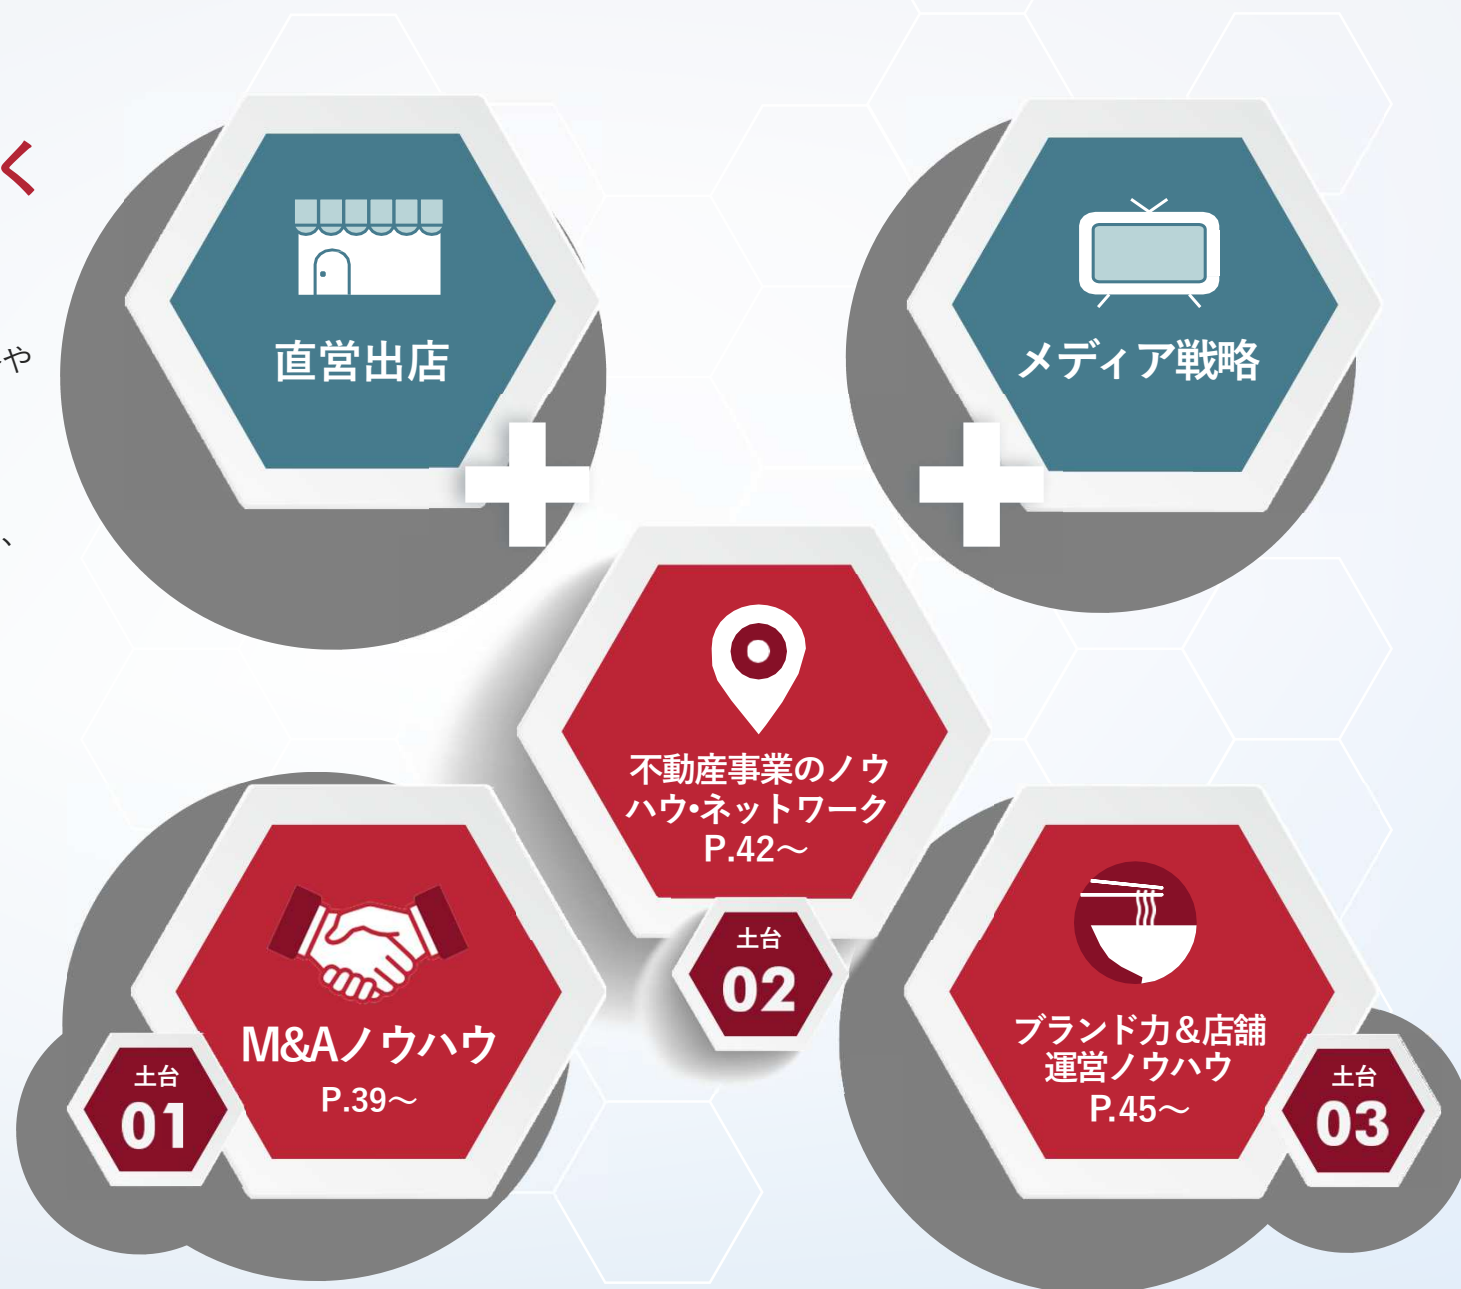 く
や
、
直営出店
メディア戦略
不動産事業のノウ
ハウ・ネットワーク
P.42～
土台
02
M&Aノウハウ
P.39～
土台
01
ブランド力&店舗
運営ノウハウ
P.45～
土台
03